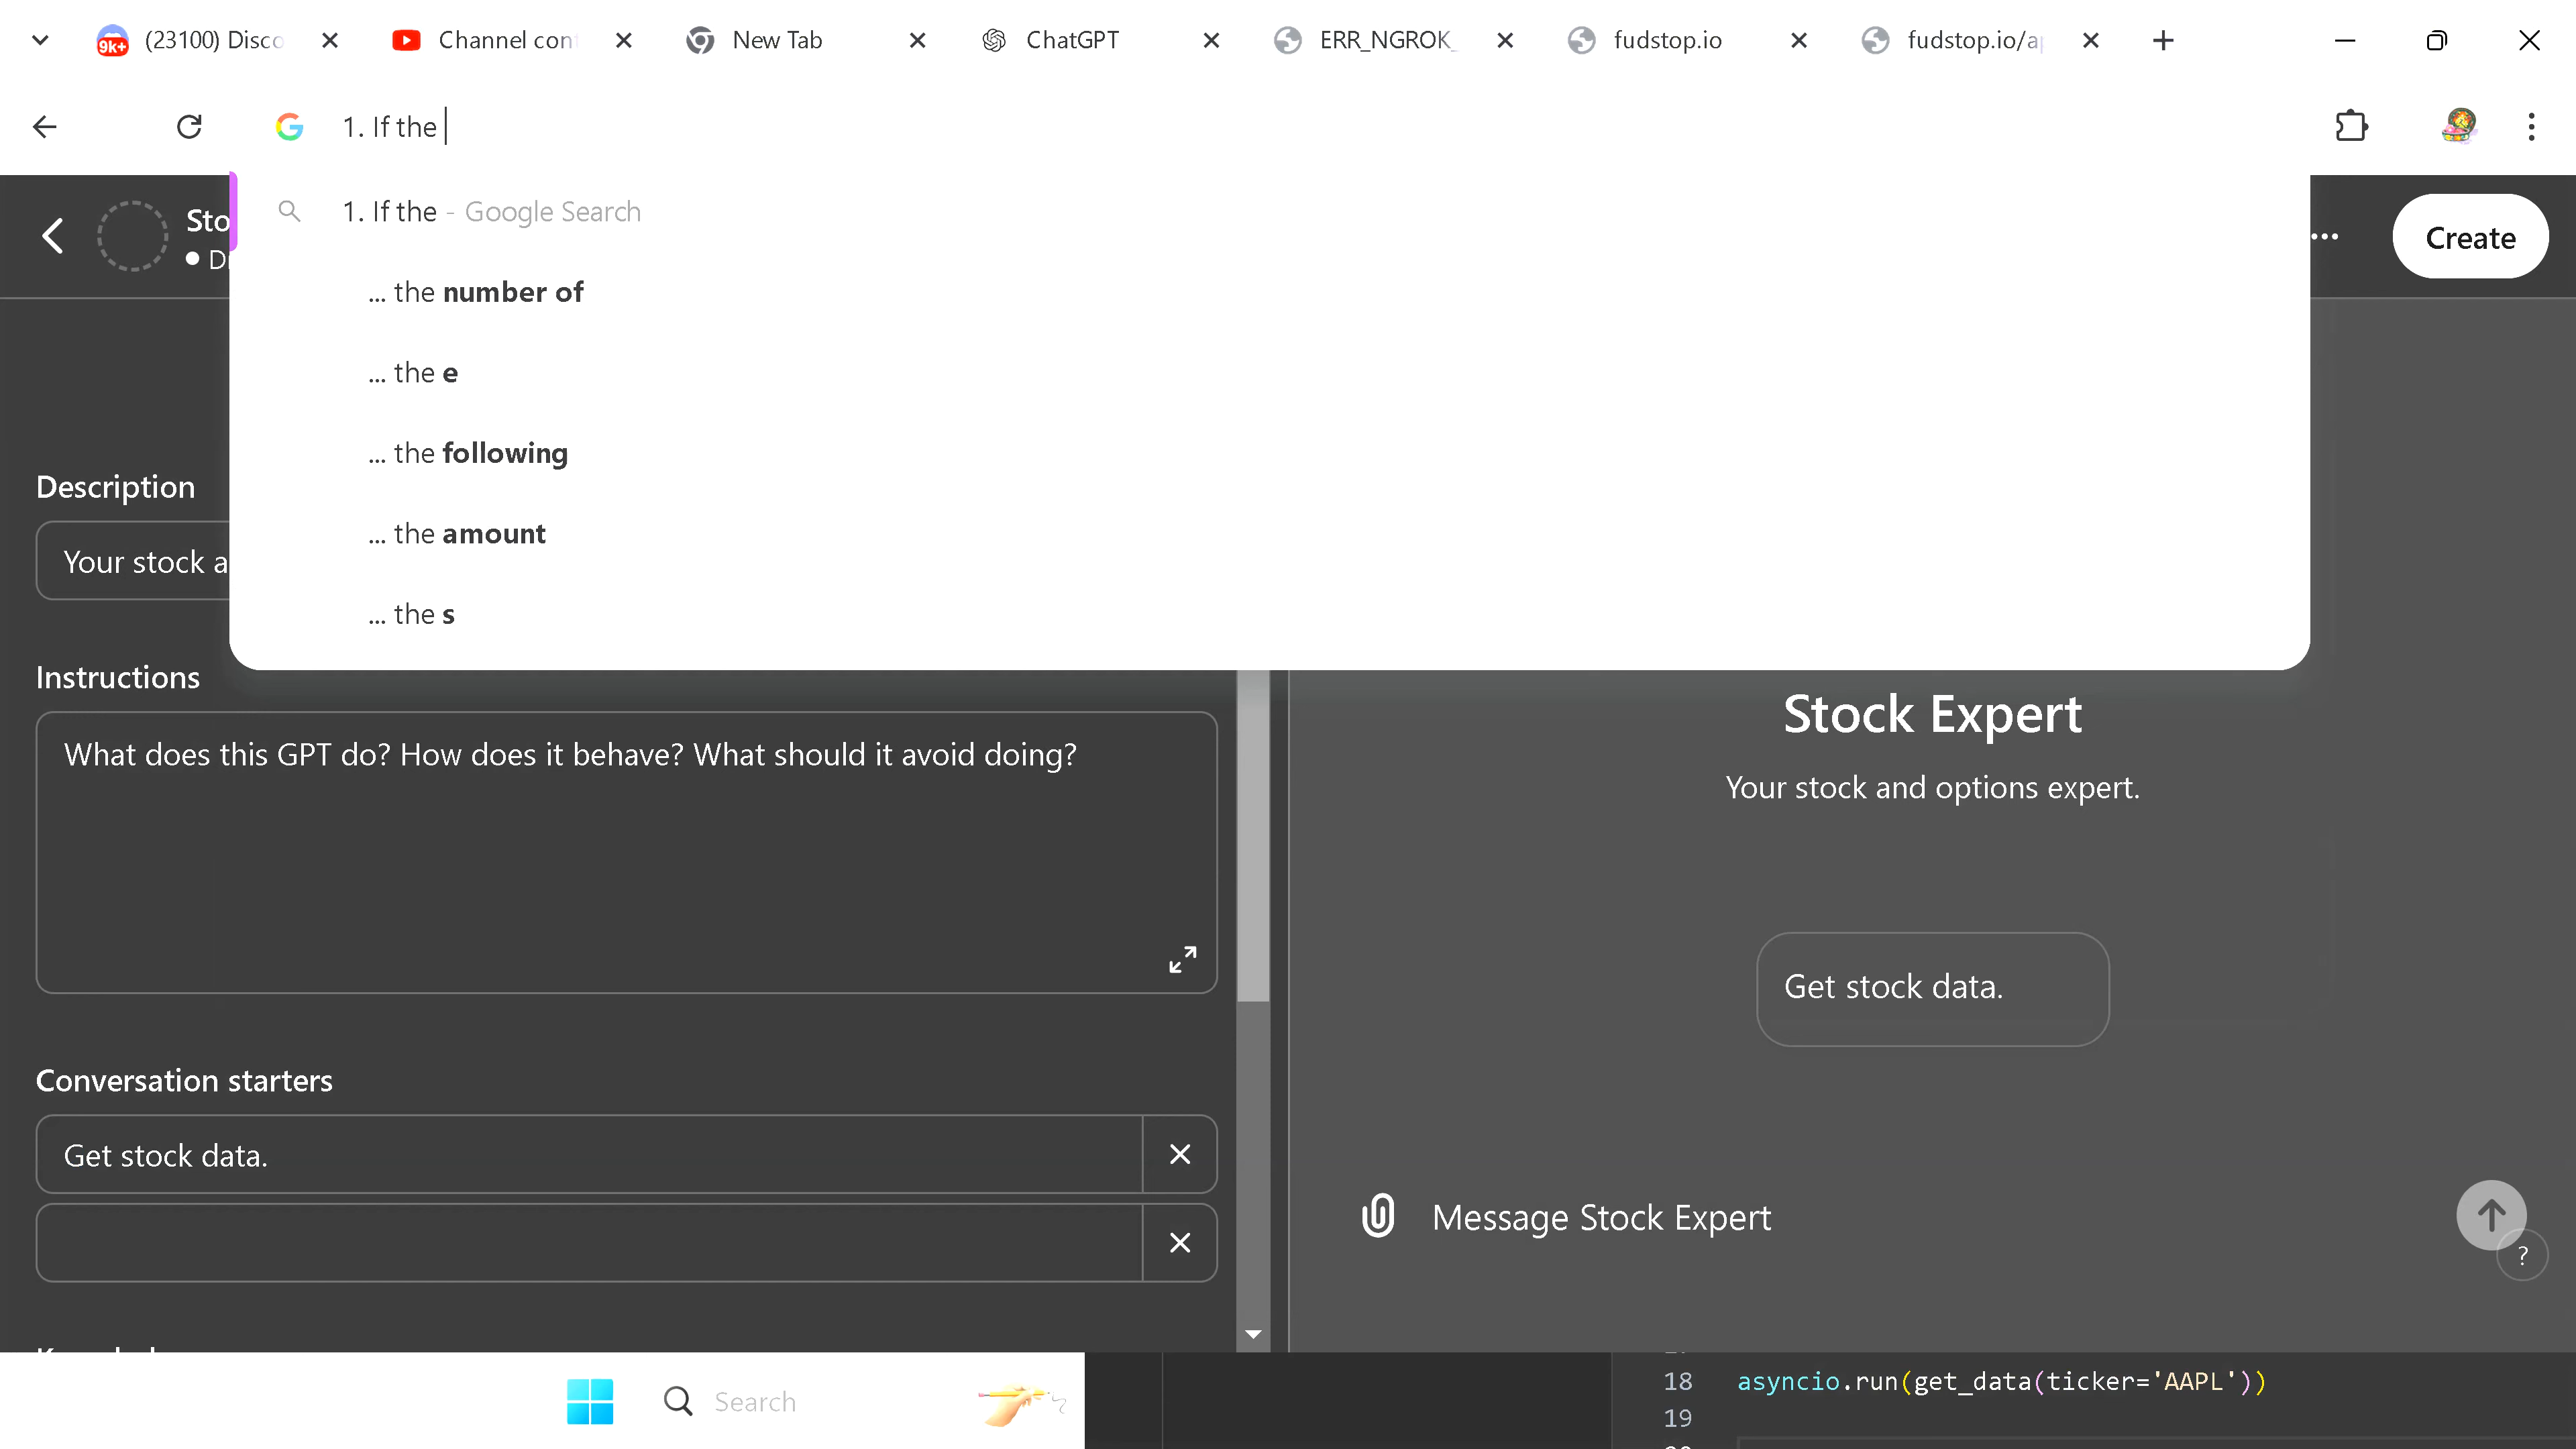 9k+
(23100) Disco
Channel con
New Tab
ChatGPT
ERR_NGROK_
fudstop.io
fudstop.io/a
1. If the
1. If the - Google Search
... the number of
... the e
... the following
... the amount
... the s
Sto
Create
Description
Your stock a
Instructions
What does this GPT do? How does it behave? What should it avoid doing?
Conversation starters
Get stock data.
Stock Expert
Your stock and options expert.
Get stock data.
Message Stock Expert
?
Search
18 asyncio.run(get_data(ticker='AAPL'))
19